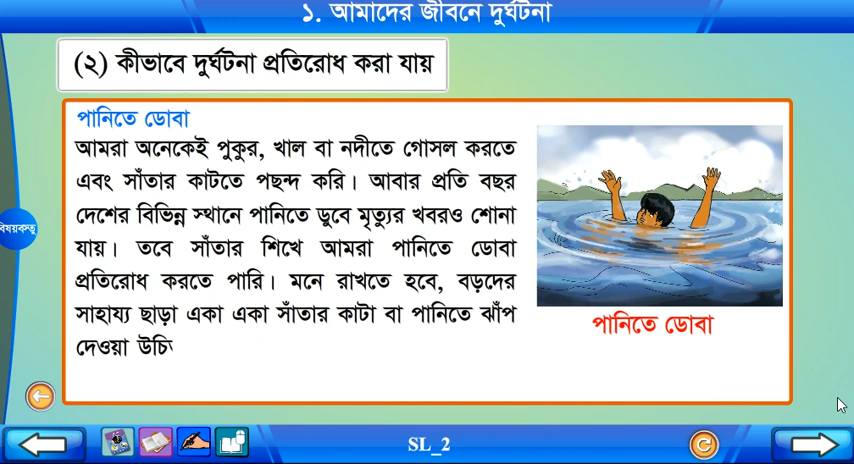 ১. আমাদের জীবনে দুর্ঘটনা
(২) কীভাবে দুর্ঘটনা প্রতিরোধ করা যায়
পানিতে ডোবা
আমরা অনেকেই পুকুর, খাল বা নদীতে গোসল করতে
এবং সাঁতার কাটতে পছন্দ করি। আবার প্রতি বছর
দেশের বিভিন্ন স্থানে পানিতে ডুবে মৃত্যুর খবরও শোনা
যায়। তবে সাঁতার শিখে আমরা পানিতে ডোবা
প্রতিরোধ করতে পারি। মনে রাখতে হবে, বড়দের
সাহায্য ছাড়া একা একা সাঁতার কাটা বা পানিতে ঝাঁপ
দেওয়া উচি
পানিতে ডোবা
বিষয়বস্তু
SL_2